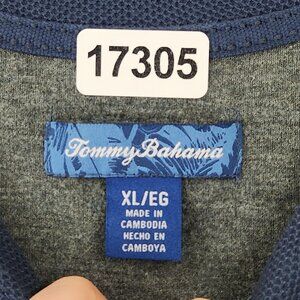 17305
Tommy Bahama
XL/EG
MADE IN
CAMBODIA
HECHO EN
CAMBOYA